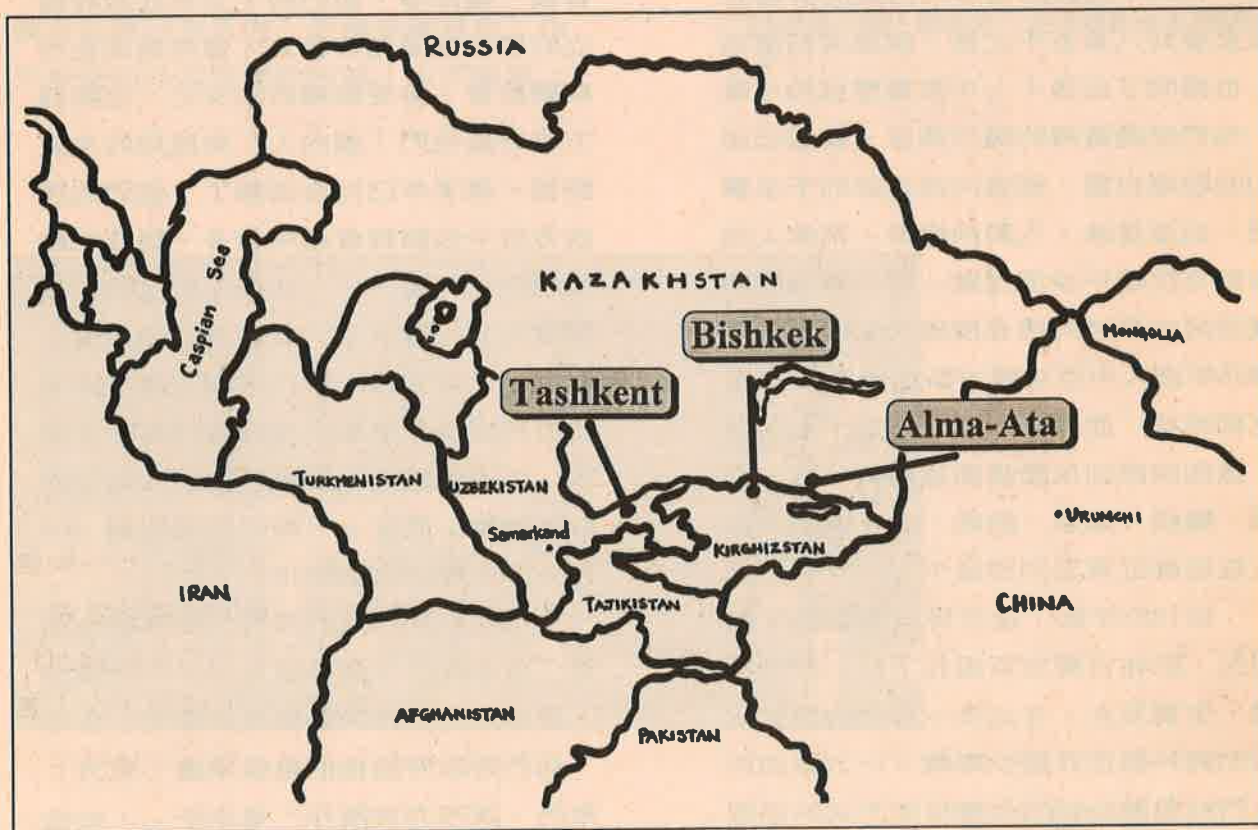 RUSSIA
KAZAKHSTAN
Caspian Sea
MONGOLIA
Bishkek
Tashkent
Alma-Ata
TURKMENISTAN
UZBEKISTAN
Samarkand
URUMCHI
KIRGHIZSTAN
IRAN
TAJIKISTAN
CHINA
AFGHANISTAN
PAKISTAN